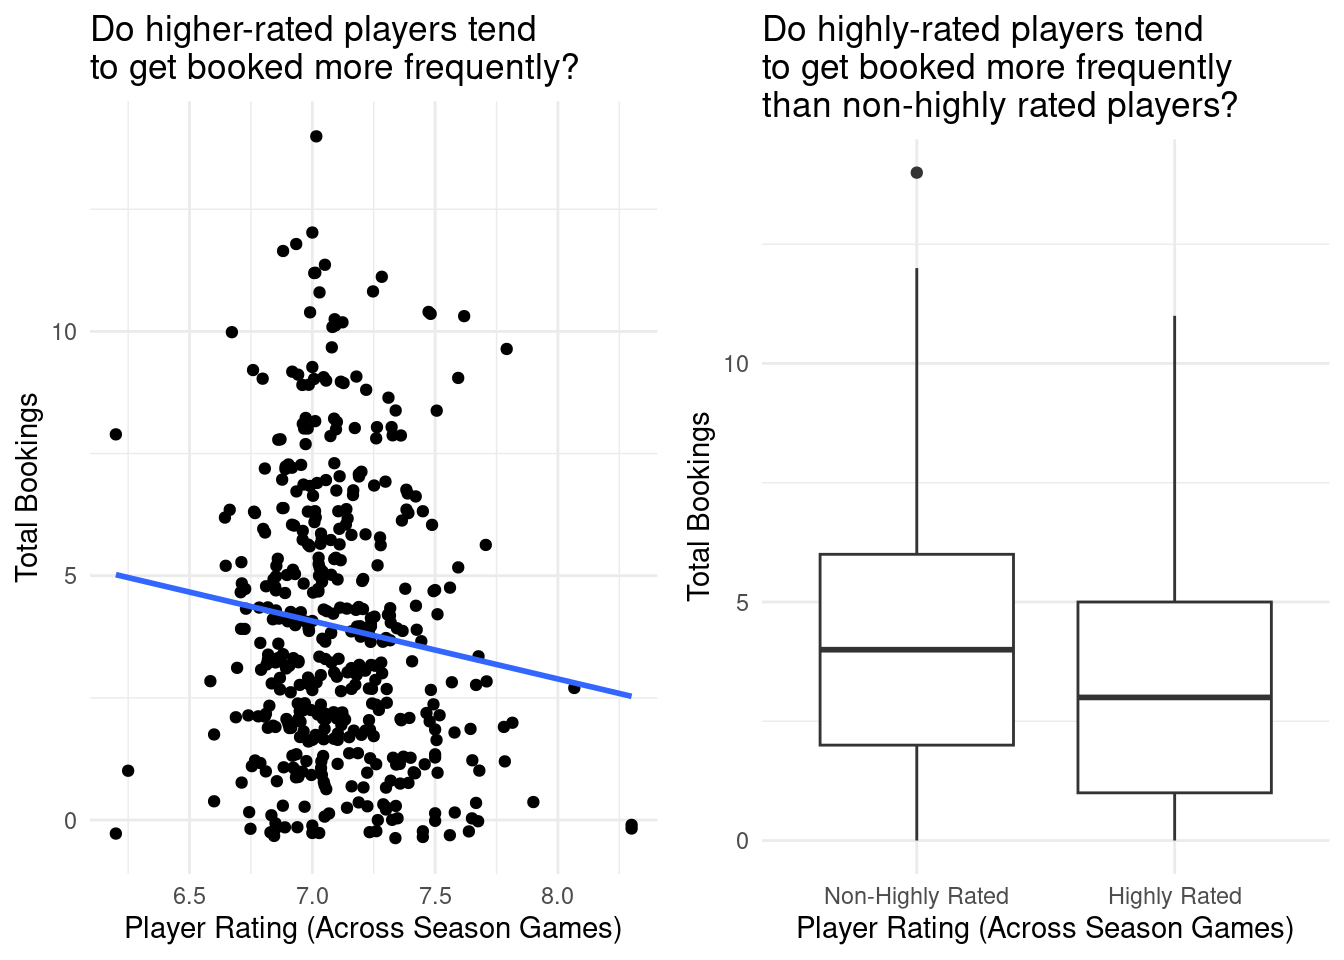 Do higher-rated players tend
to get booked more frequently?
Total Bookings
10
5
0
6.5
7.0
7.5
8.0
Player Rating (Across Season Games)
Do highly-rated players tend
to get booked more frequently
than non-highly rated players?
Total Bookings
10
5
0
Non-Highly Rated
Highly Rated
Player Rating (Across Season Games)